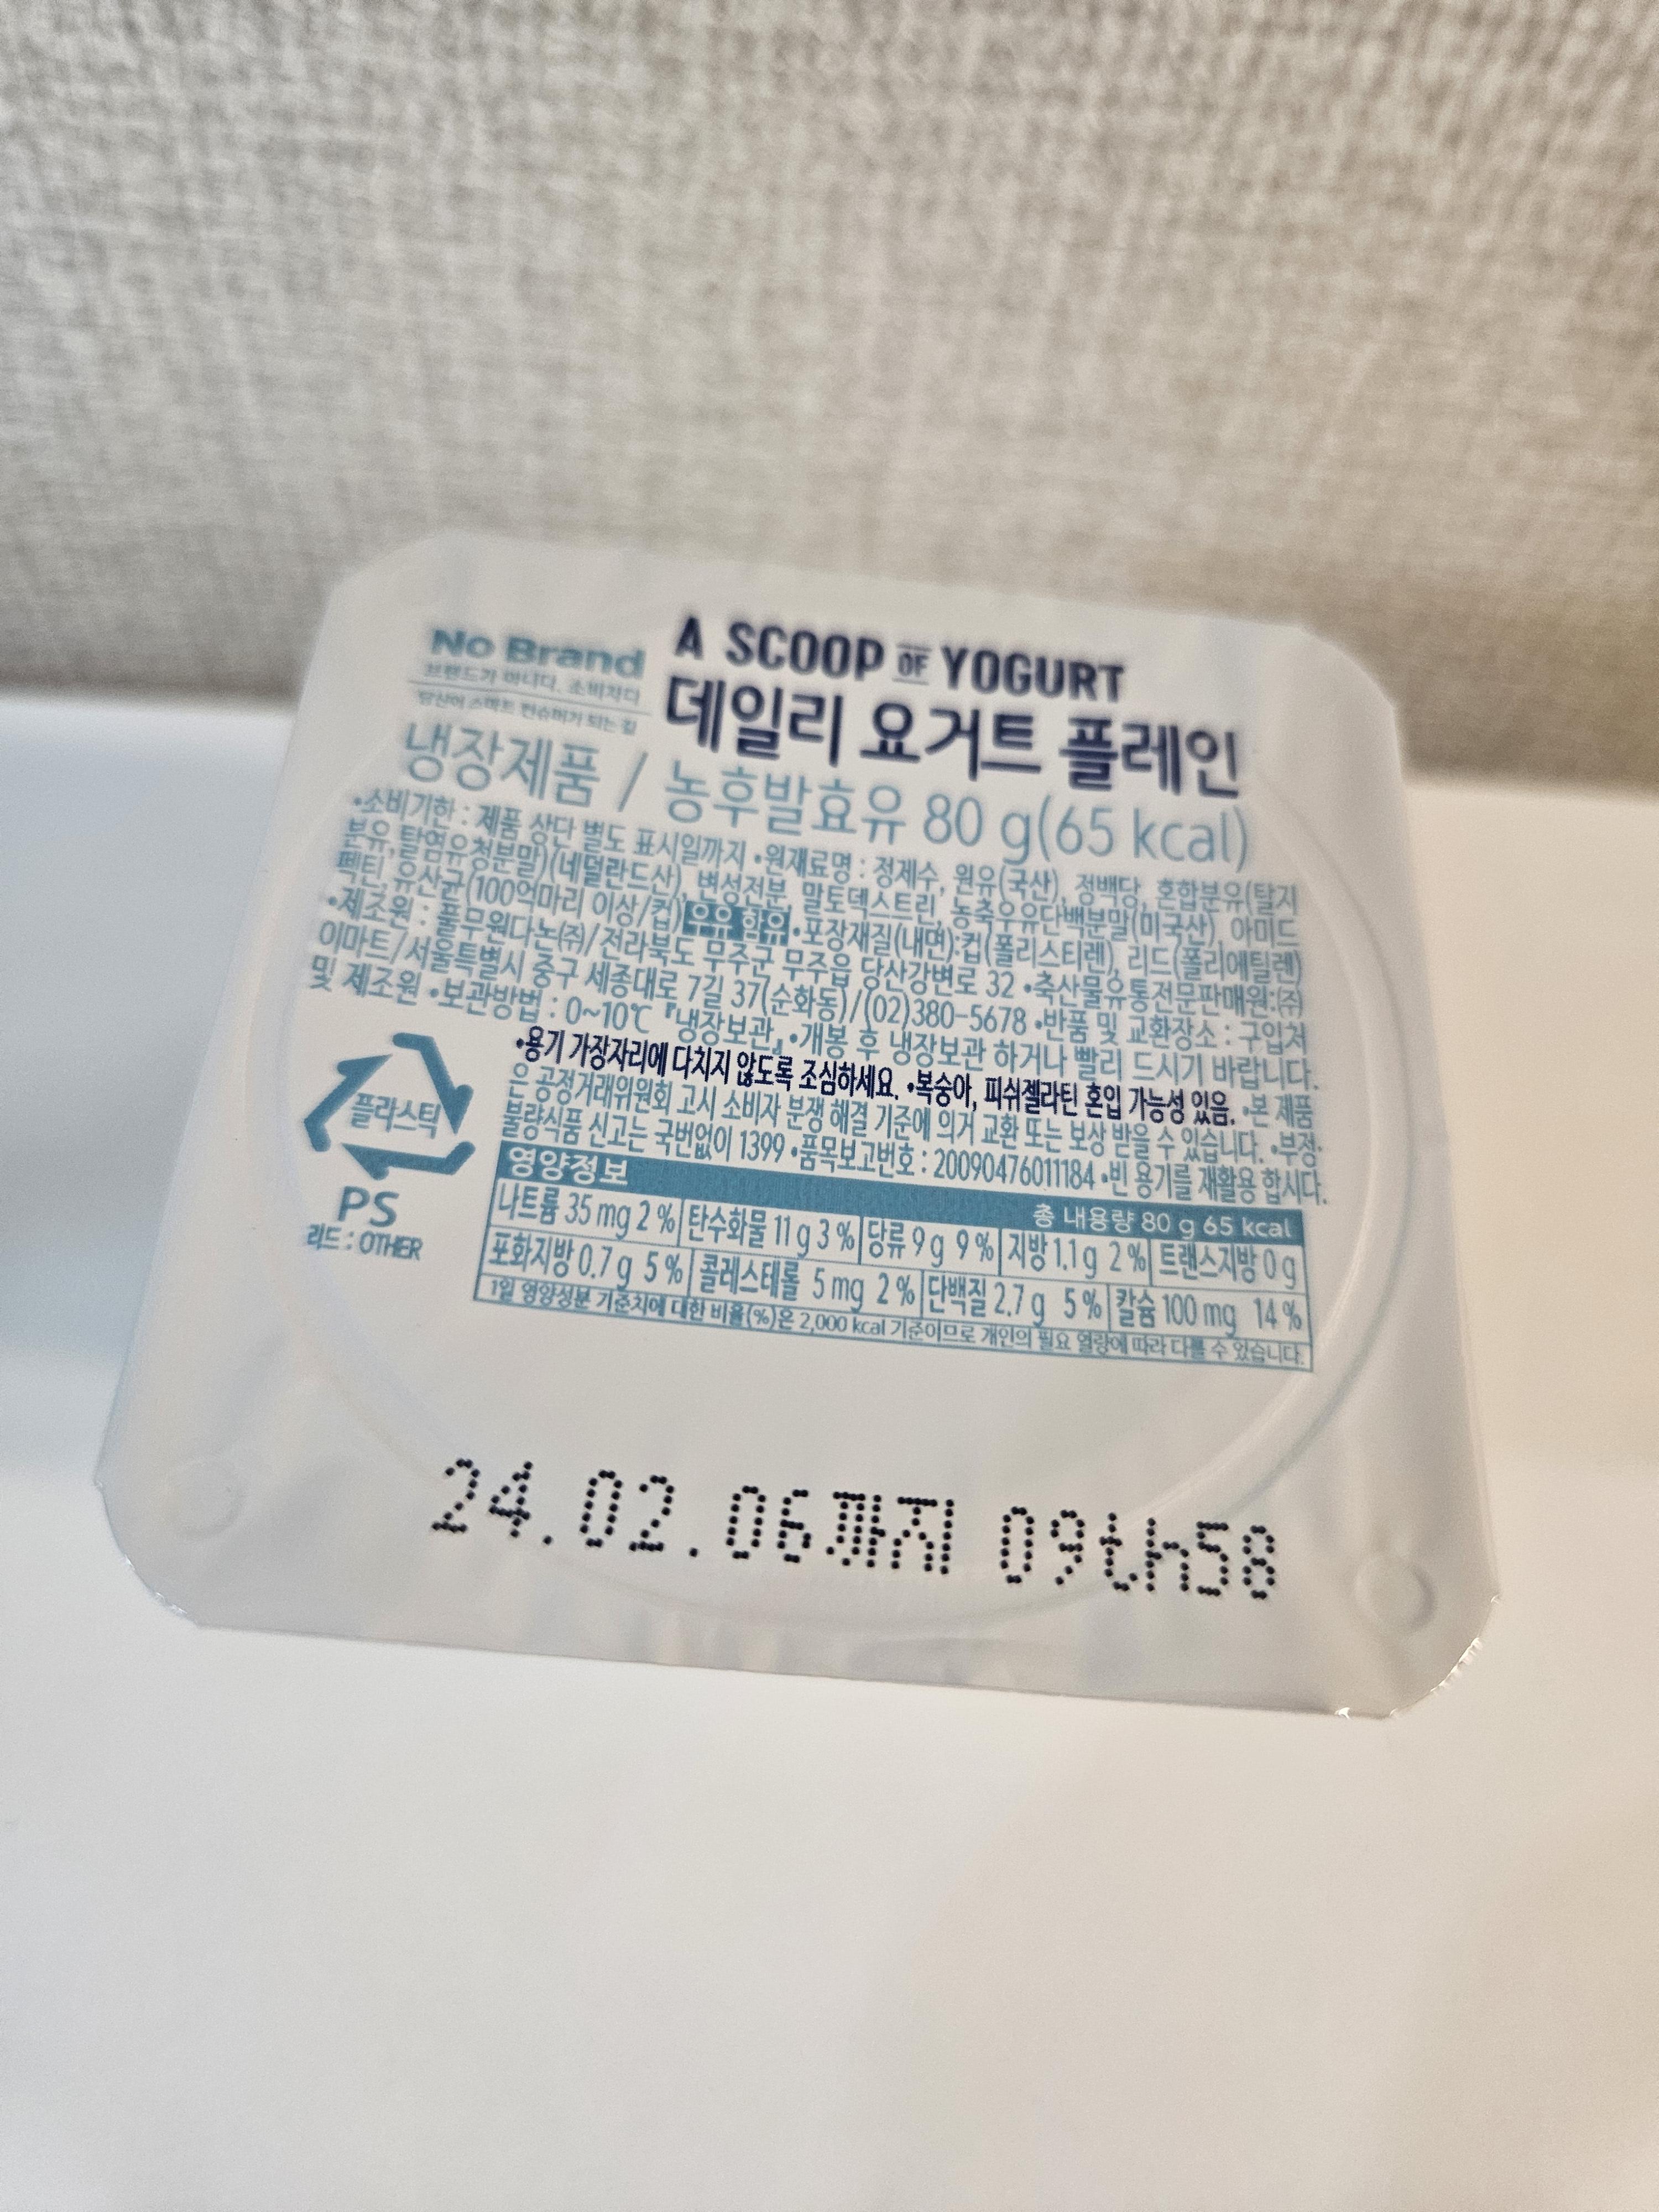 No Brand
브랜드가 아니다. 소비자다
당신이 스마트 컨슈머가 되는 길
A SCOOP OF YOGURT
데일리 요거트 플레인
냉장제품 / 농후발효유 80 g(65 kcal)
•소비기한 : 제품 상단 별도 표시일까지 •원재료명 : 정제수, 원유(국산), 정백당, 혼합분유(탈지
분유,탈염유청분말)(네덜란드산), 변성전분, 말토덱스트린, 농축우유단백분말(미국산), 아미드
펙틴, 유산균(100억마리 이상/컵) 우유 함유 •포장재질(내면):컵(폴리스티렌), 리드(폴리에틸렌)
•제조원 : 풀무원다논㈜/전라북도 무주군 무주읍 당산강변로 32 •축산물유통전문판매원:㈜
이마트/서울특별시 중구 세종대로 7길 37(순화동)/(02)380-5678 •반품 및 교환장소 : 구입처
및 제조원 •보관방법 : 0~10℃ 『냉장보관』 •개봉 후 냉장보관 하거나 빨리 드시기 바랍니다.
•용기 가장자리에 다치지 않도록 조심하세요. •복숭아, 피쉬젤라틴 혼입 가능성 있음. •본 제품
은 공정거래위원회 고시 소비자 분쟁 해결 기준에 의거 교환 또는 보상 받을 수 있습니다. •부정·
불량식품 신고는 국번없이 1399 •품목보고번호 : 20090476011184 •빈 용기를 재활용 합시다.
플라스틱
PS
리드 : OTHER
영양정보 총 내용량 80 g 65 kcal
나트륨 35 mg 2 % 탄수화물 11 g 3 % 당류 9 g 9 % 지방 1.1 g 2 % 트랜스지방 0 g
포화지방 0.7 g 5 % 콜레스테롤 5 mg 2 % 단백질 2.7 g 5 % 칼슘 100 mg 14 %
1일 영양성분 기준치에 대한 비율(%)은 2,000 kcal 기준이므로 개인의 필요 열량에 따라 다를 수 있습니다.
24.02.06까지 09th58